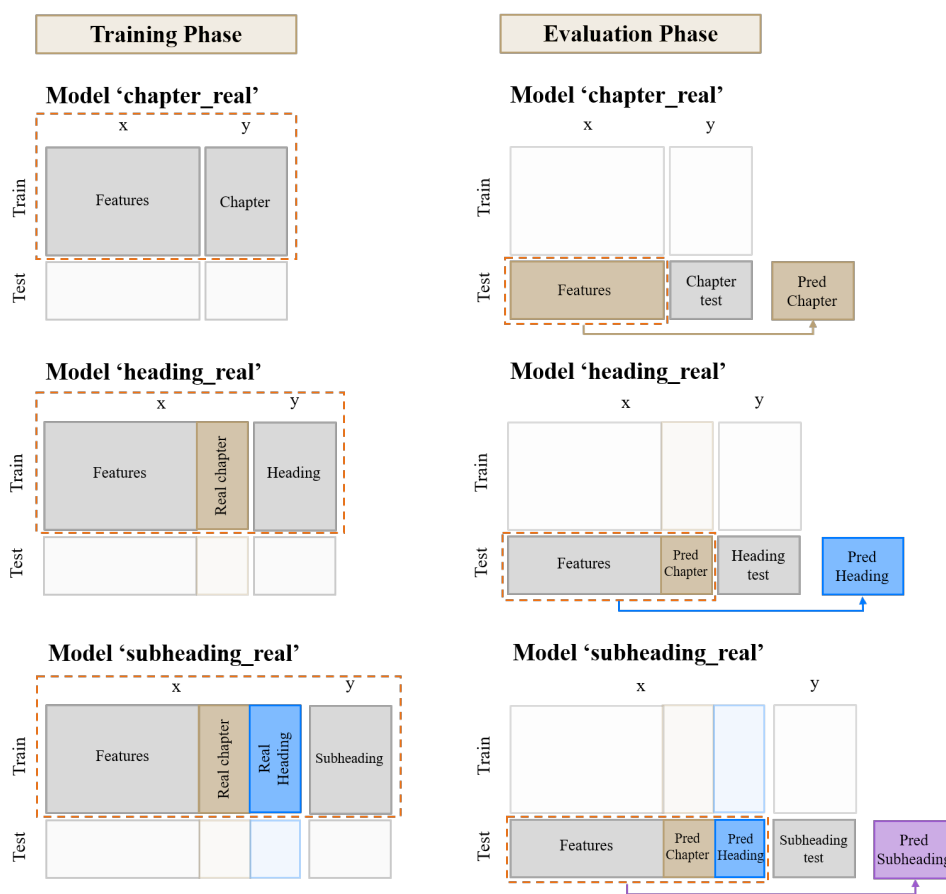 Training Phase
Model ‘chapter_real’
x
y
Train
Features
Chapter
Test
Model ‘heading_real’
x
y
Train
Features
Real chapter
Heading
Test
Model ‘subheading_real’
x
y
Train
Features
Real chapter
Real
Heading
Subheading
Test
Evaluation Phase
Model ‘chapter_real’
x
y
Train
Test
Features
Chapter
test
Pred
Chapter
Model ‘heading_real’
x
y
Train
Test
Features
Pred
Chapter
Heading
test
Pred
Heading
Model ‘subheading_real’
x
y
Train
Test
Features
Pred
Chapter
Pred
Heading
Subheading
test
Pred
Subheading